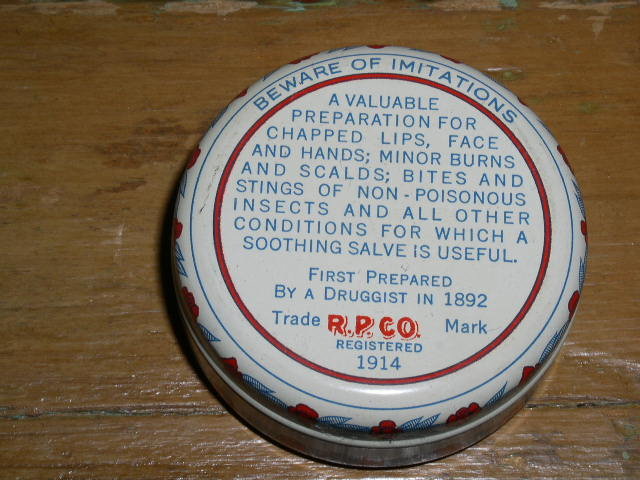 BEWARE OF IMITATIONS
A VALUABLE
PREPARATION FOR
CHAPPED LIPS, FACE
AND HANDS; MINOR BURNS
AND SCALDS; BITES AND
STINGS OF NON-POISONOUS
INSECTS AND ALL OTHER
CONDITIONS FOR WHICH A
SOOTHING SALVE IS USEFUL.
FIRST PREPARED
BY A DRUGGIST IN 1892
Trade R.P.CO. Mark
REGISTERED
1914